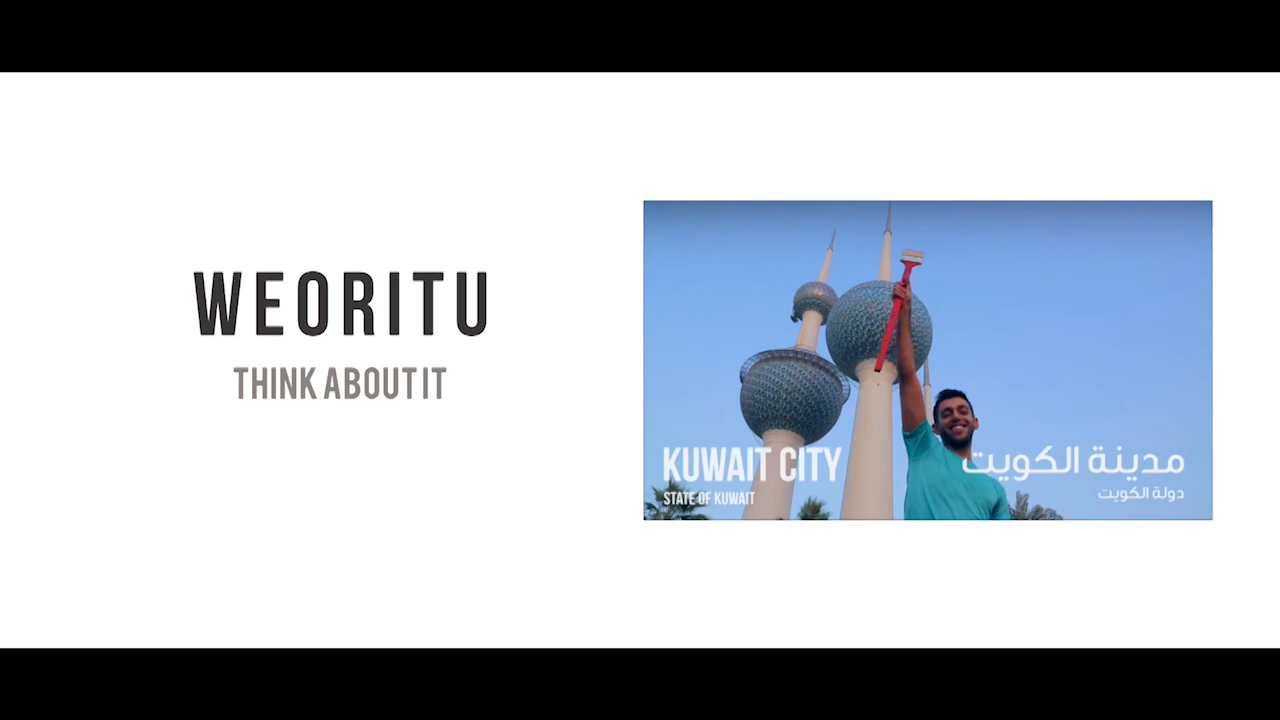 WEORITU
THINK ABOUT IT
KUWAIT CITY
STATE OF KUWAIT
مدينة الكويت
دولة الكويت